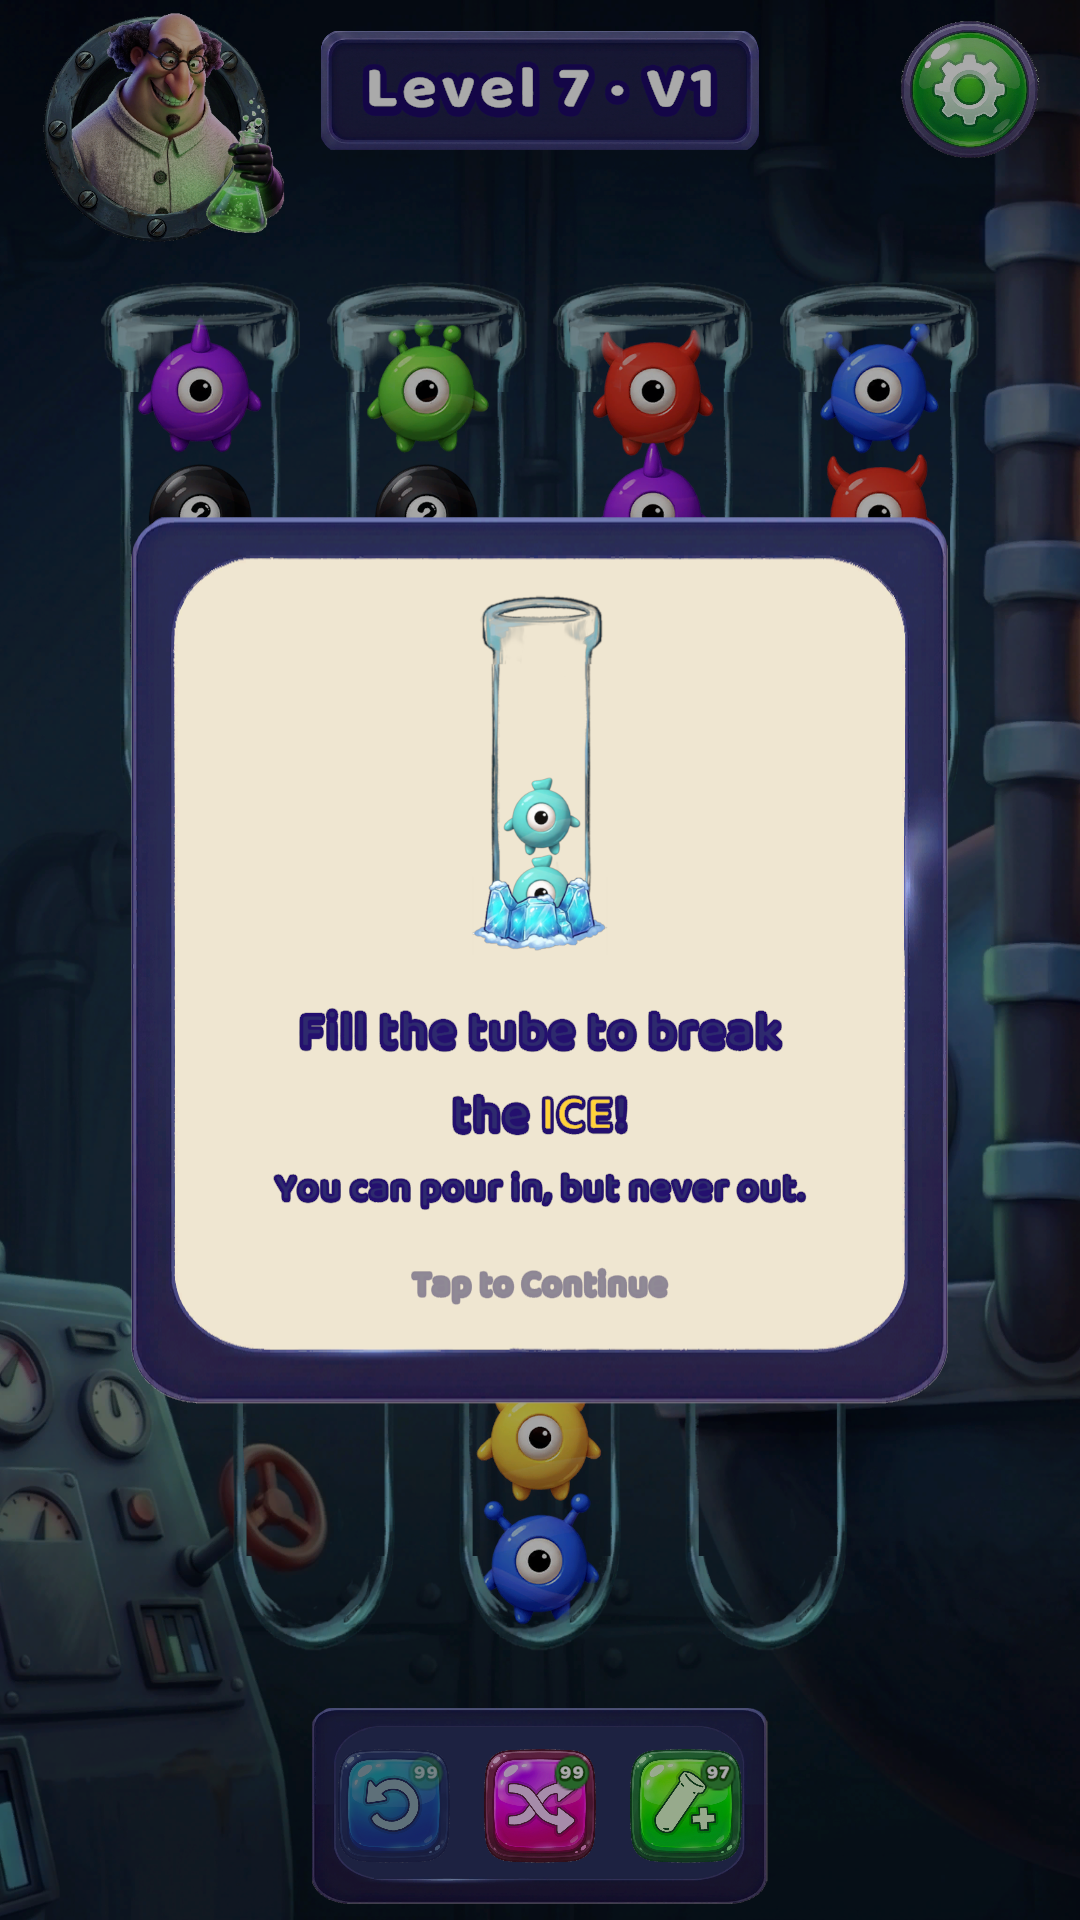 Level 7 · V1
?
?
Fill the tube to break
the ICE!
You can pour in, but never out.
Tap to Continue
99
99
97